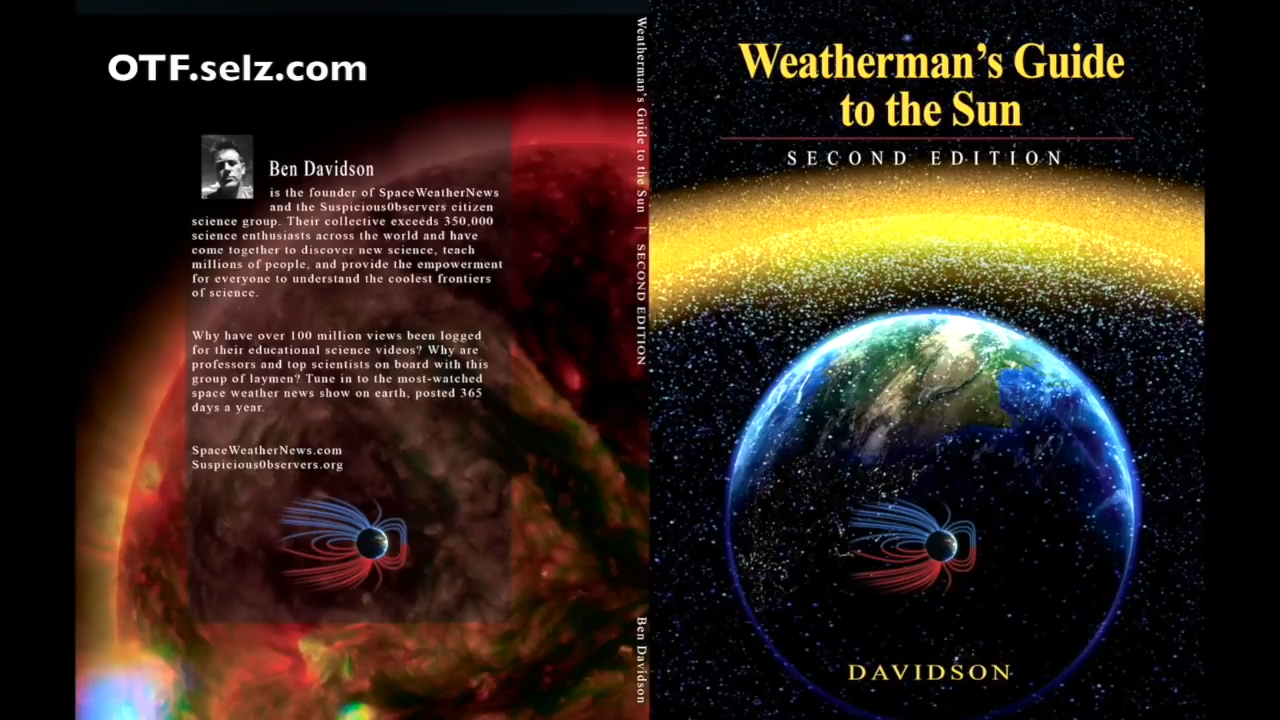 OTF.selz.com
Ben Davidson
is the founder of SpaceWeatherNews
and the Suspicious0bservers citizen
science group. Their collective exceeds 350,000
science enthusiasts across the world and have
come together to discover new science, teach
millions of people, and provide the empowerment
for everyone to understand the coolest frontiers
of science.
Why have over 100 million views been logged
for their educational science videos? Why are
professors and top scientists on board with this
group of laymen? Tune in to the most-watched
space weather news show on earth, posted 365
days a year.
SpaceWeatherNews.com
Suspicious0bservers.org
Weatherman's Guide to the Sun | SECOND EDITION
Ben Davidson
Weatherman's Guide
to the Sun
SECOND EDITION
DAVIDSON